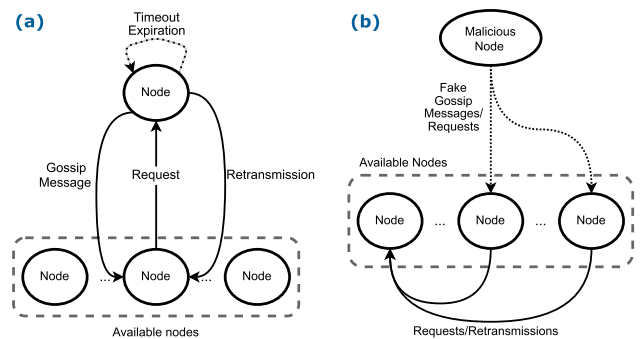 (a)
Timeout
Expiration
Node
Gossip
Message
Request
Retransmission
Node
...
Node
...
Node
Available nodes
(b)
Malicious
Node
Fake
Gossip
Messages/
Requests
Available Nodes
Node
...
Node
...
Node
Requests/Retransmissions